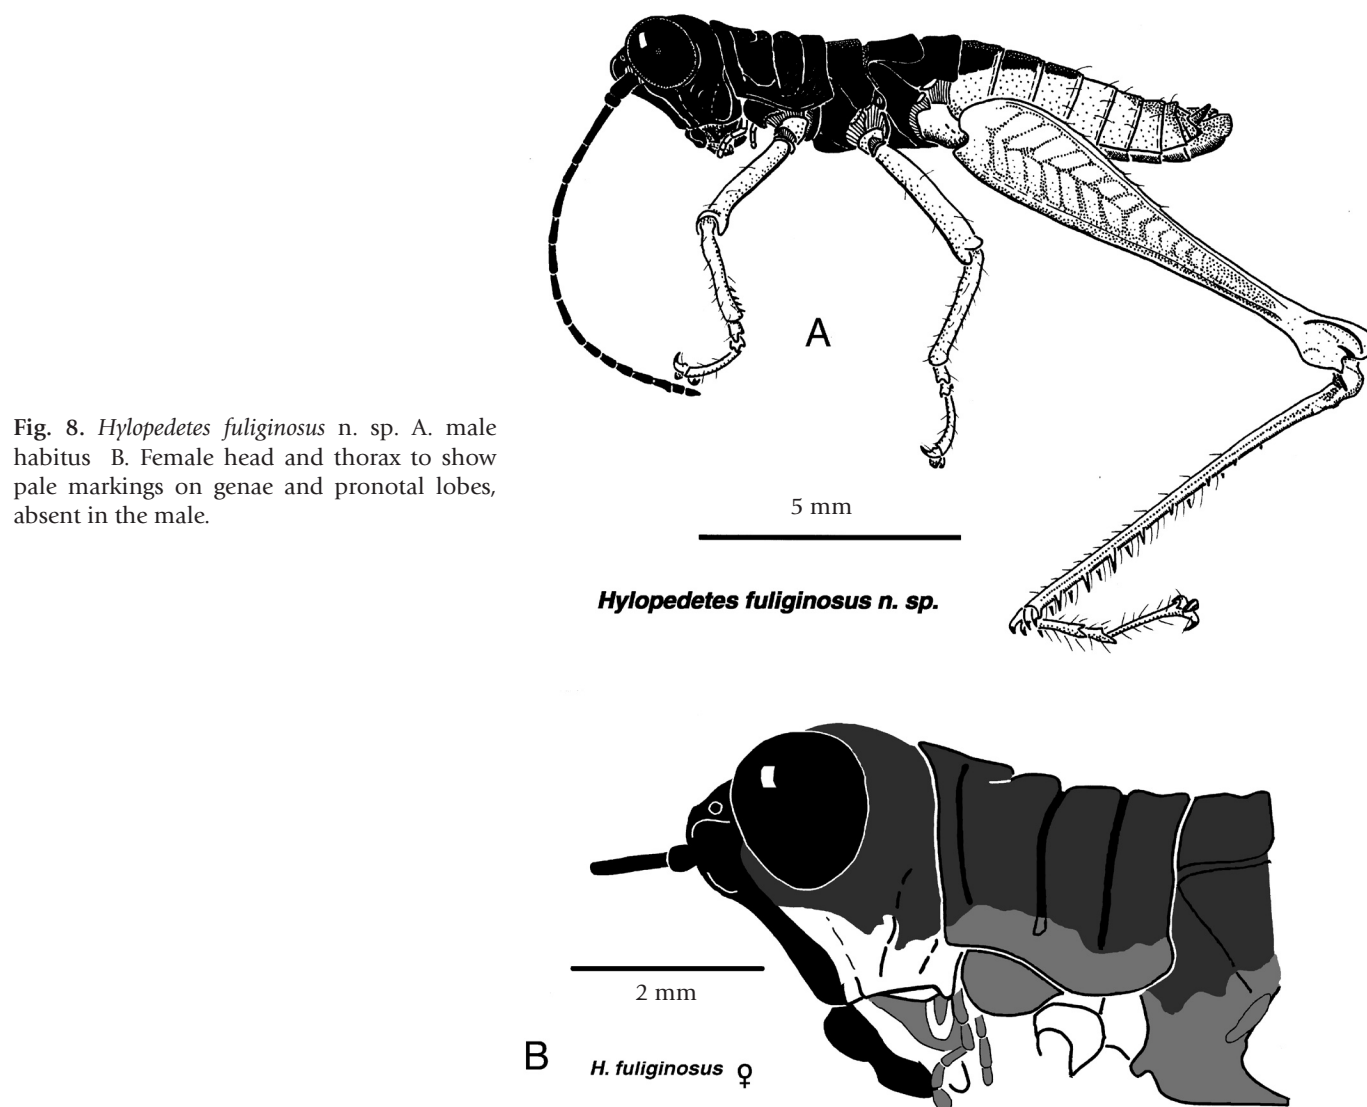 A
5 mm
Hylopedetes fuliginosus n. sp.
Fig. 8. Hylopedetes fuliginosus n. sp. A. male
habitus B. Female head and thorax to show
pale markings on genae and pronotal lobes,
absent in the male.
2 mm
B
H. fuliginosus ♀